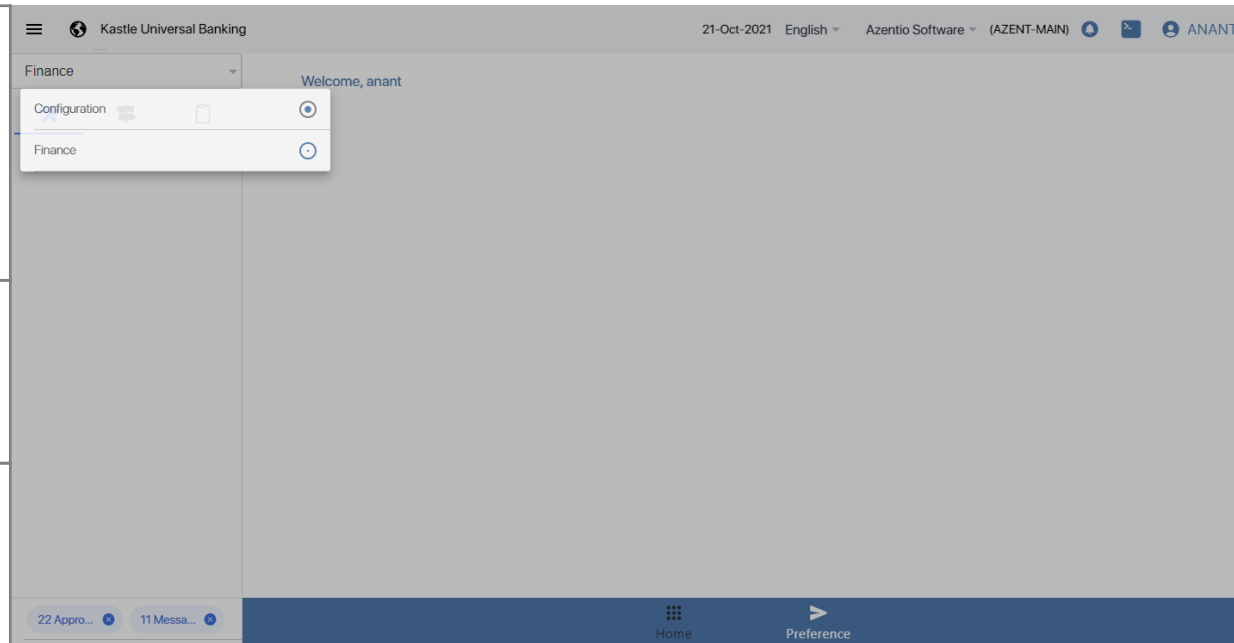 Kastle Universal Banking 21-Oct-2021 English Azentio Software (AZENT-MAIN) ANANT
Finance
Welcome, anant
Configuration
Finance
22 Appro... 11 Messa...
Home Preference